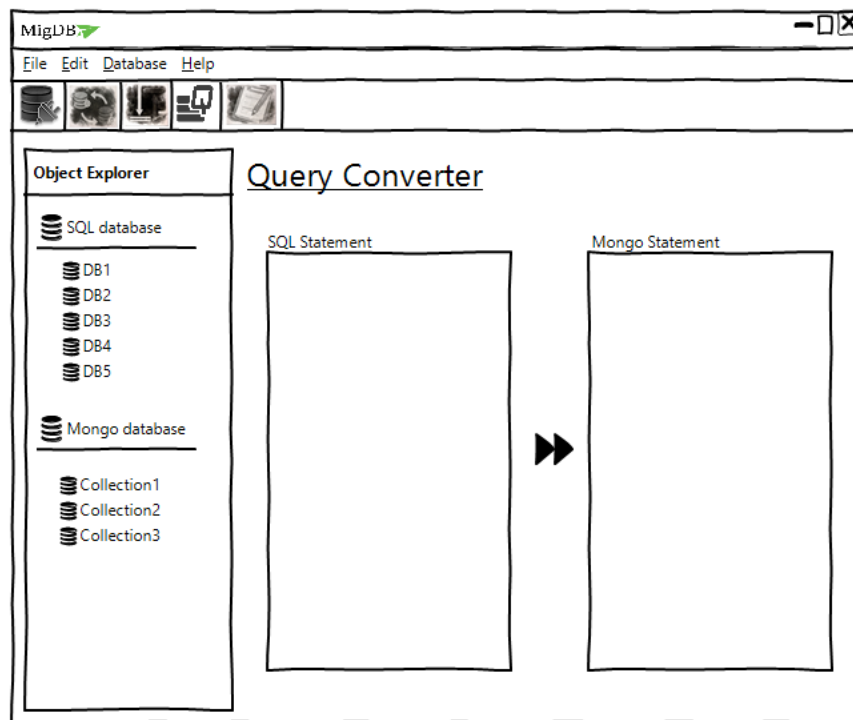 MigDB
File Edit Database Help
Object Explorer
SQL database
DB1
DB2
DB3
DB4
DB5
Mongo database
Collection1
Collection2
Collection3
Query Converter
SQL Statement
Mongo Statement